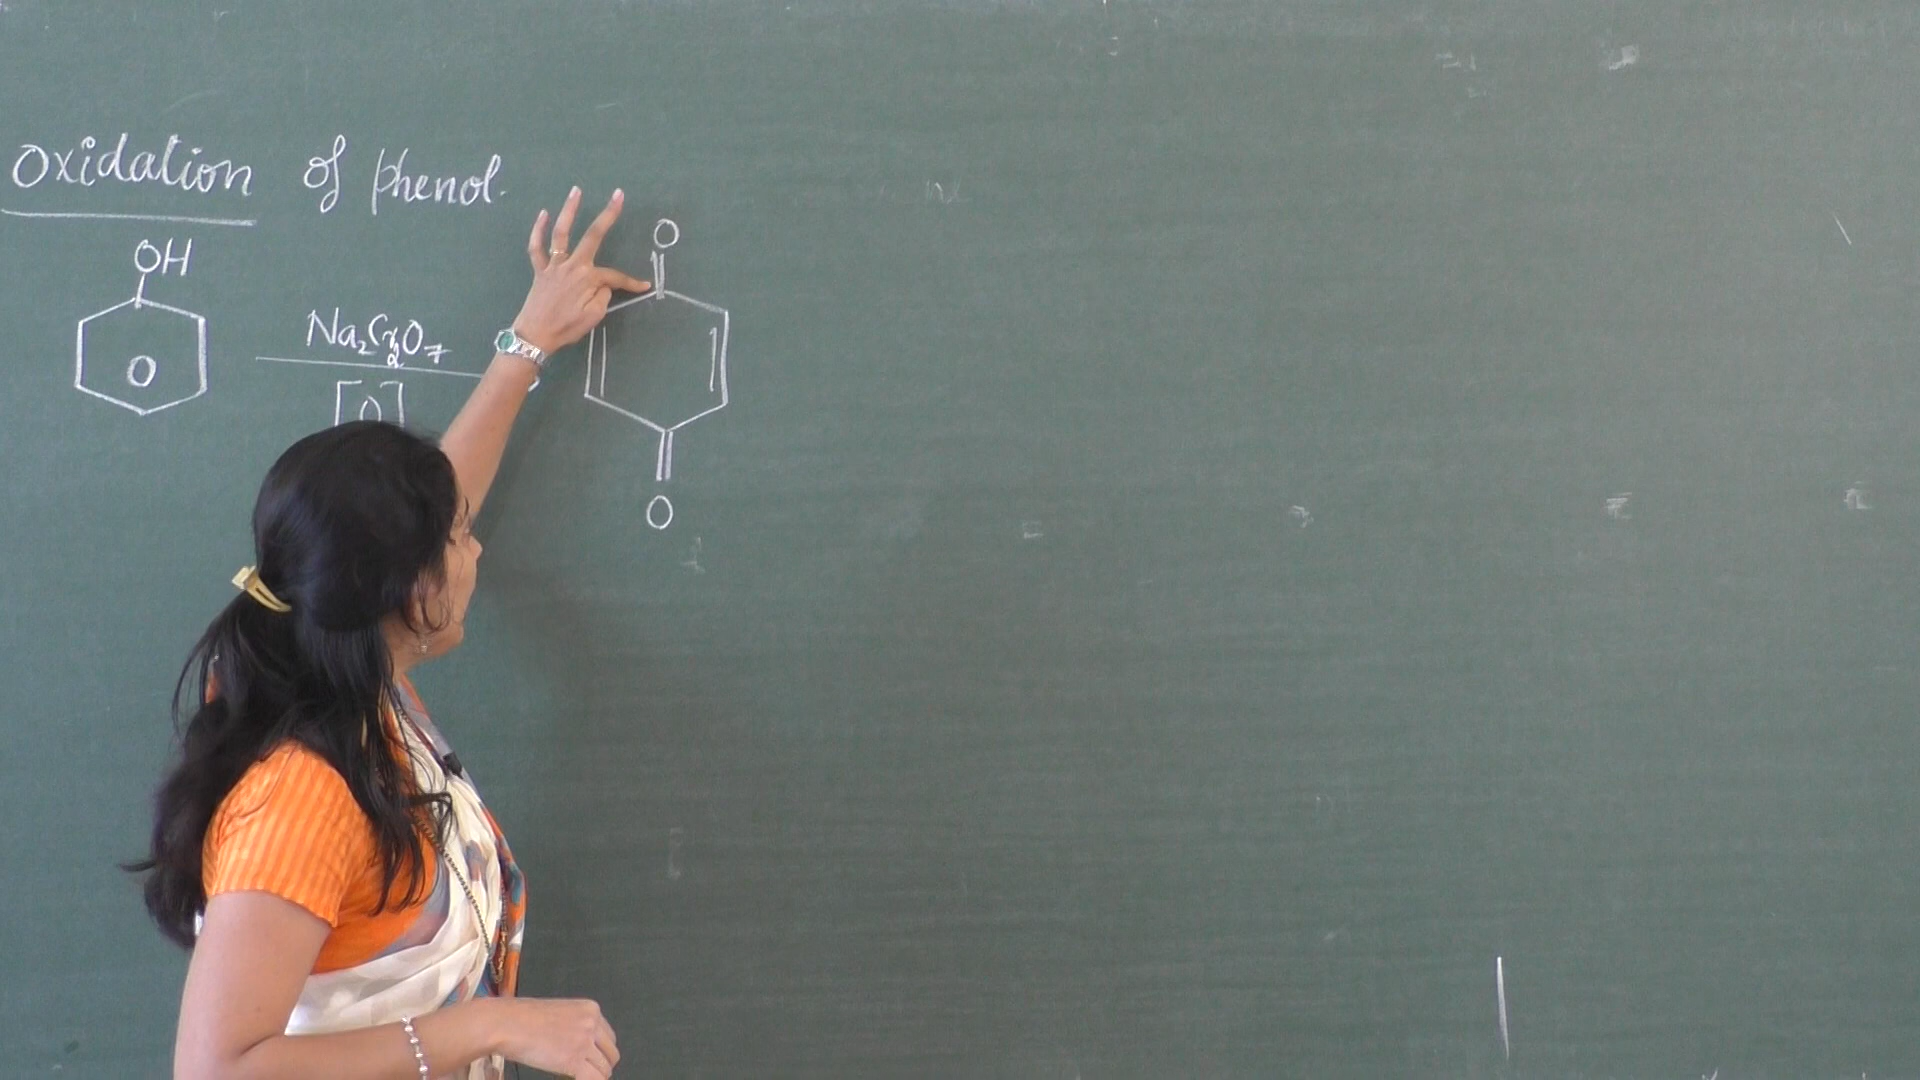 Oxidation of phenol.
OH
O
Na₂Cr₂O₇
[O]
O
O